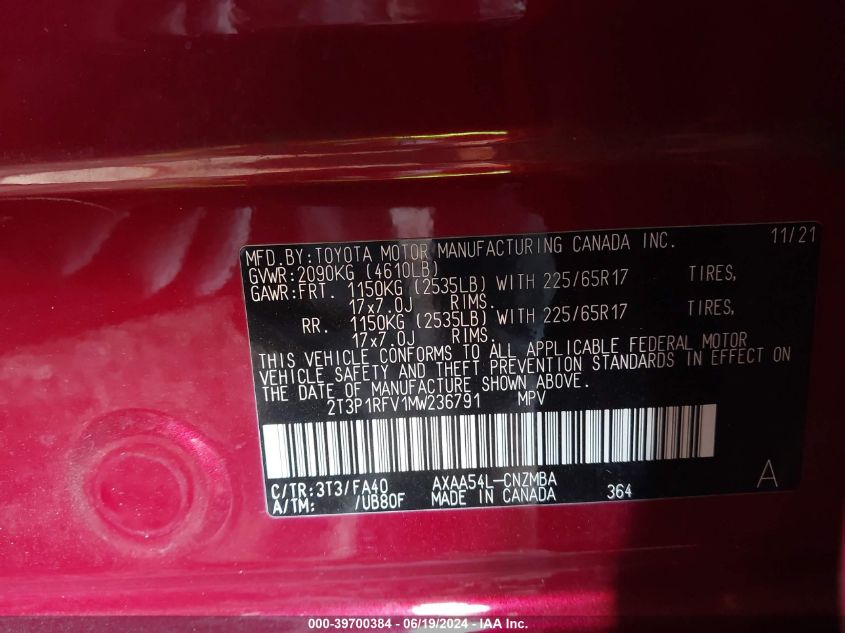 MFD.BY:TOYOTA MOTOR MANUFACTURING CANADA INC. 11/21
GVWR:2090KG (4610LB)
GAWR:FRT. 1150KG (2535LB) WITH 225/65R17 TIRES,
17x7.0J RIMS.
RR. 1150KG (2535LB) WITH 225/65R17 TIRES,
17x7.0J RIMS.
THIS VEHICLE CONFORMS TO ALL APPLICABLE FEDERAL MOTOR
VEHICLE SAFETY AND THEFT PREVENTION STANDARDS IN EFFECT ON
THE DATE OF MANUFACTURE SHOWN ABOVE.
2T3P1RFV1MW236791 MPV
C/TR:3T3/FA40 AXAA54L-CNZMBA A
A/TM: /UB80F MADE IN CANADA 364
000-39700384 - 06/19/2024 - IAA Inc.